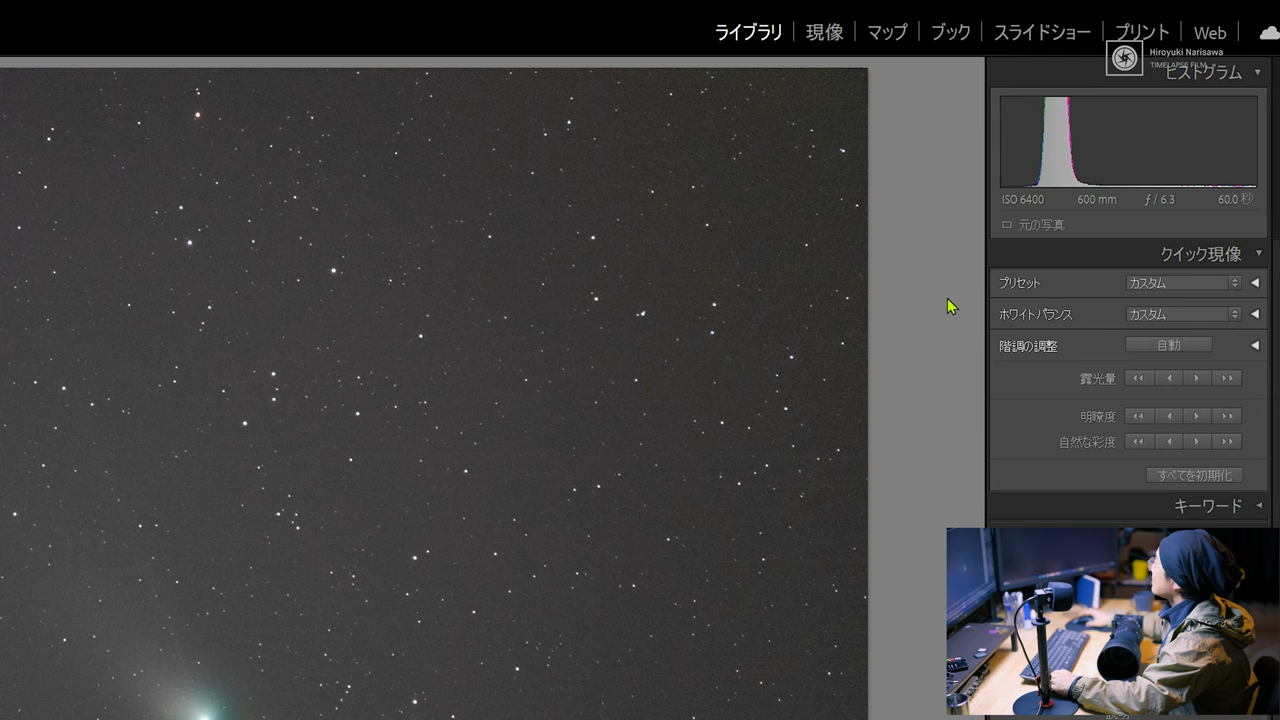 ライブラリ | 現像 | マップ | ブック | スライドショー | プリント | Web |
Hiroyuki Narisawa
TIMELAPSE FILM
ヒストグラム
ISO 6400 600 mm ƒ / 6.3 60.0 秒
元の写真
クイック現像
プリセット カスタム
ホワイトバランス カスタム
階調の調整 自動
露光量
明瞭度
自然な彩度
すべてを初期化
キーワード